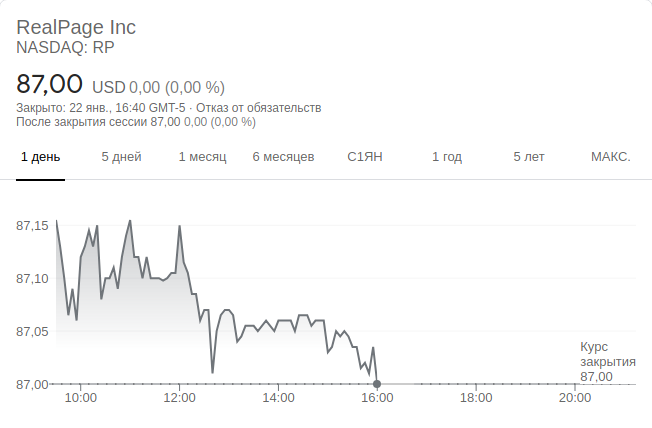 RealPage Inc
NASDAQ: RP
87,00 USD 0,00 (0,00 %)
Закрыто: 22 янв., 16:40 GMT-5 · Отказ от обязательств
После закрытия сессии 87,00 0,00 (0,00 %)
1 день 5 дней 1 месяц 6 месяцев С1ЯН 1 год 5 лет МАКС.
87,15
87,10
87,05
Курс
закрытия
87,00
87,00
10:00 12:00 14:00 16:00 18:00 20:00